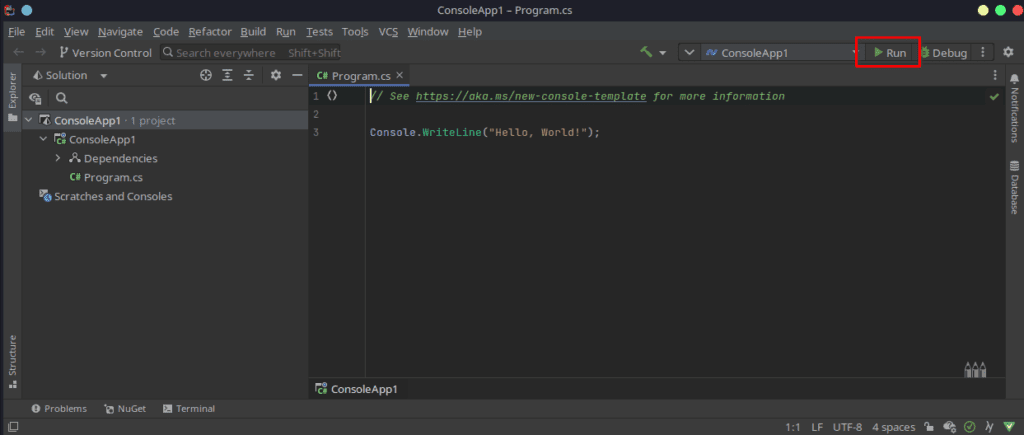 ConsoleApp1 – Program.cs
File Edit View Navigate Code Refactor Build Run Tests Tools VCS Window Help
Version Control Search everywhere Shift+Shift ConsoleApp1 Run Debug
Explorer
Solution
ConsoleApp1 · 1 project
ConsoleApp1
Dependencies
C# Program.cs
Scratches and Consoles
Structure
C# Program.cs
1 // See https://aka.ms/new-console-template for more information
2
3 Console.WriteLine("Hello, World!");
Notifications
Database
C# ConsoleApp1
Problems NuGet Terminal
1:1 LF UTF-8 4 spaces